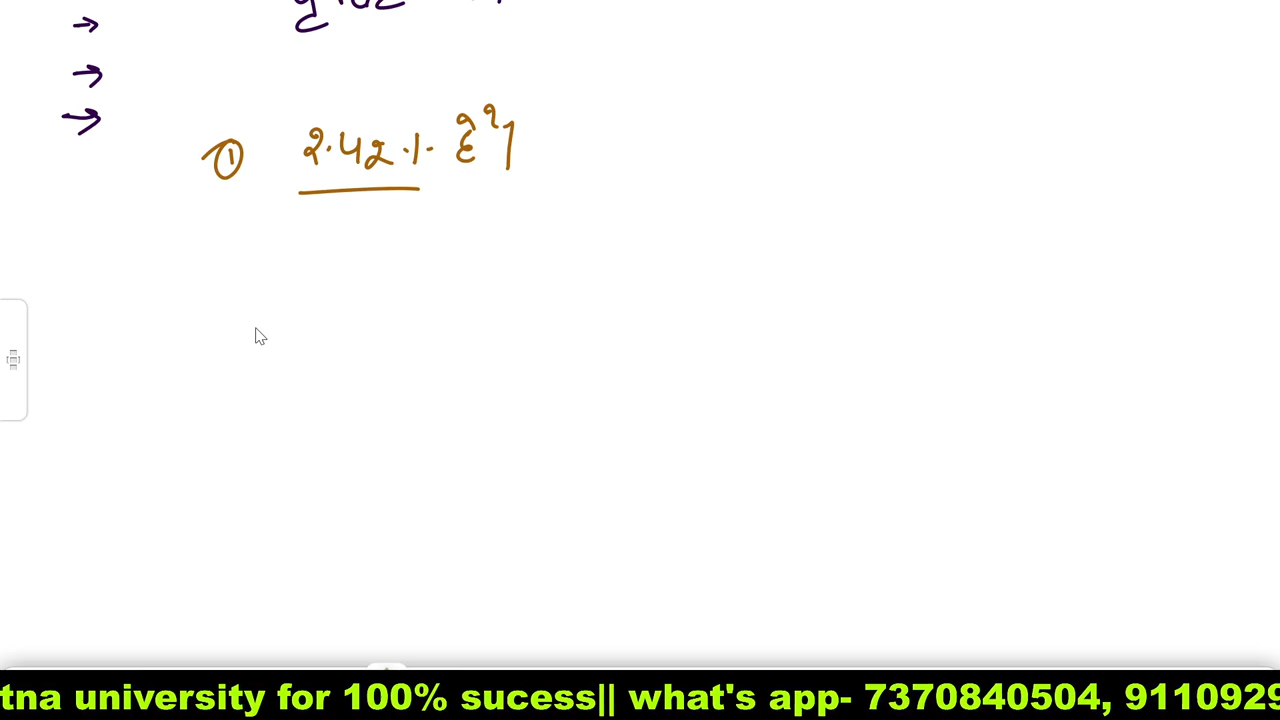 →
→
→
① 2.42%
tna university for 100% sucess|| what's app- 7370840504, 9110929